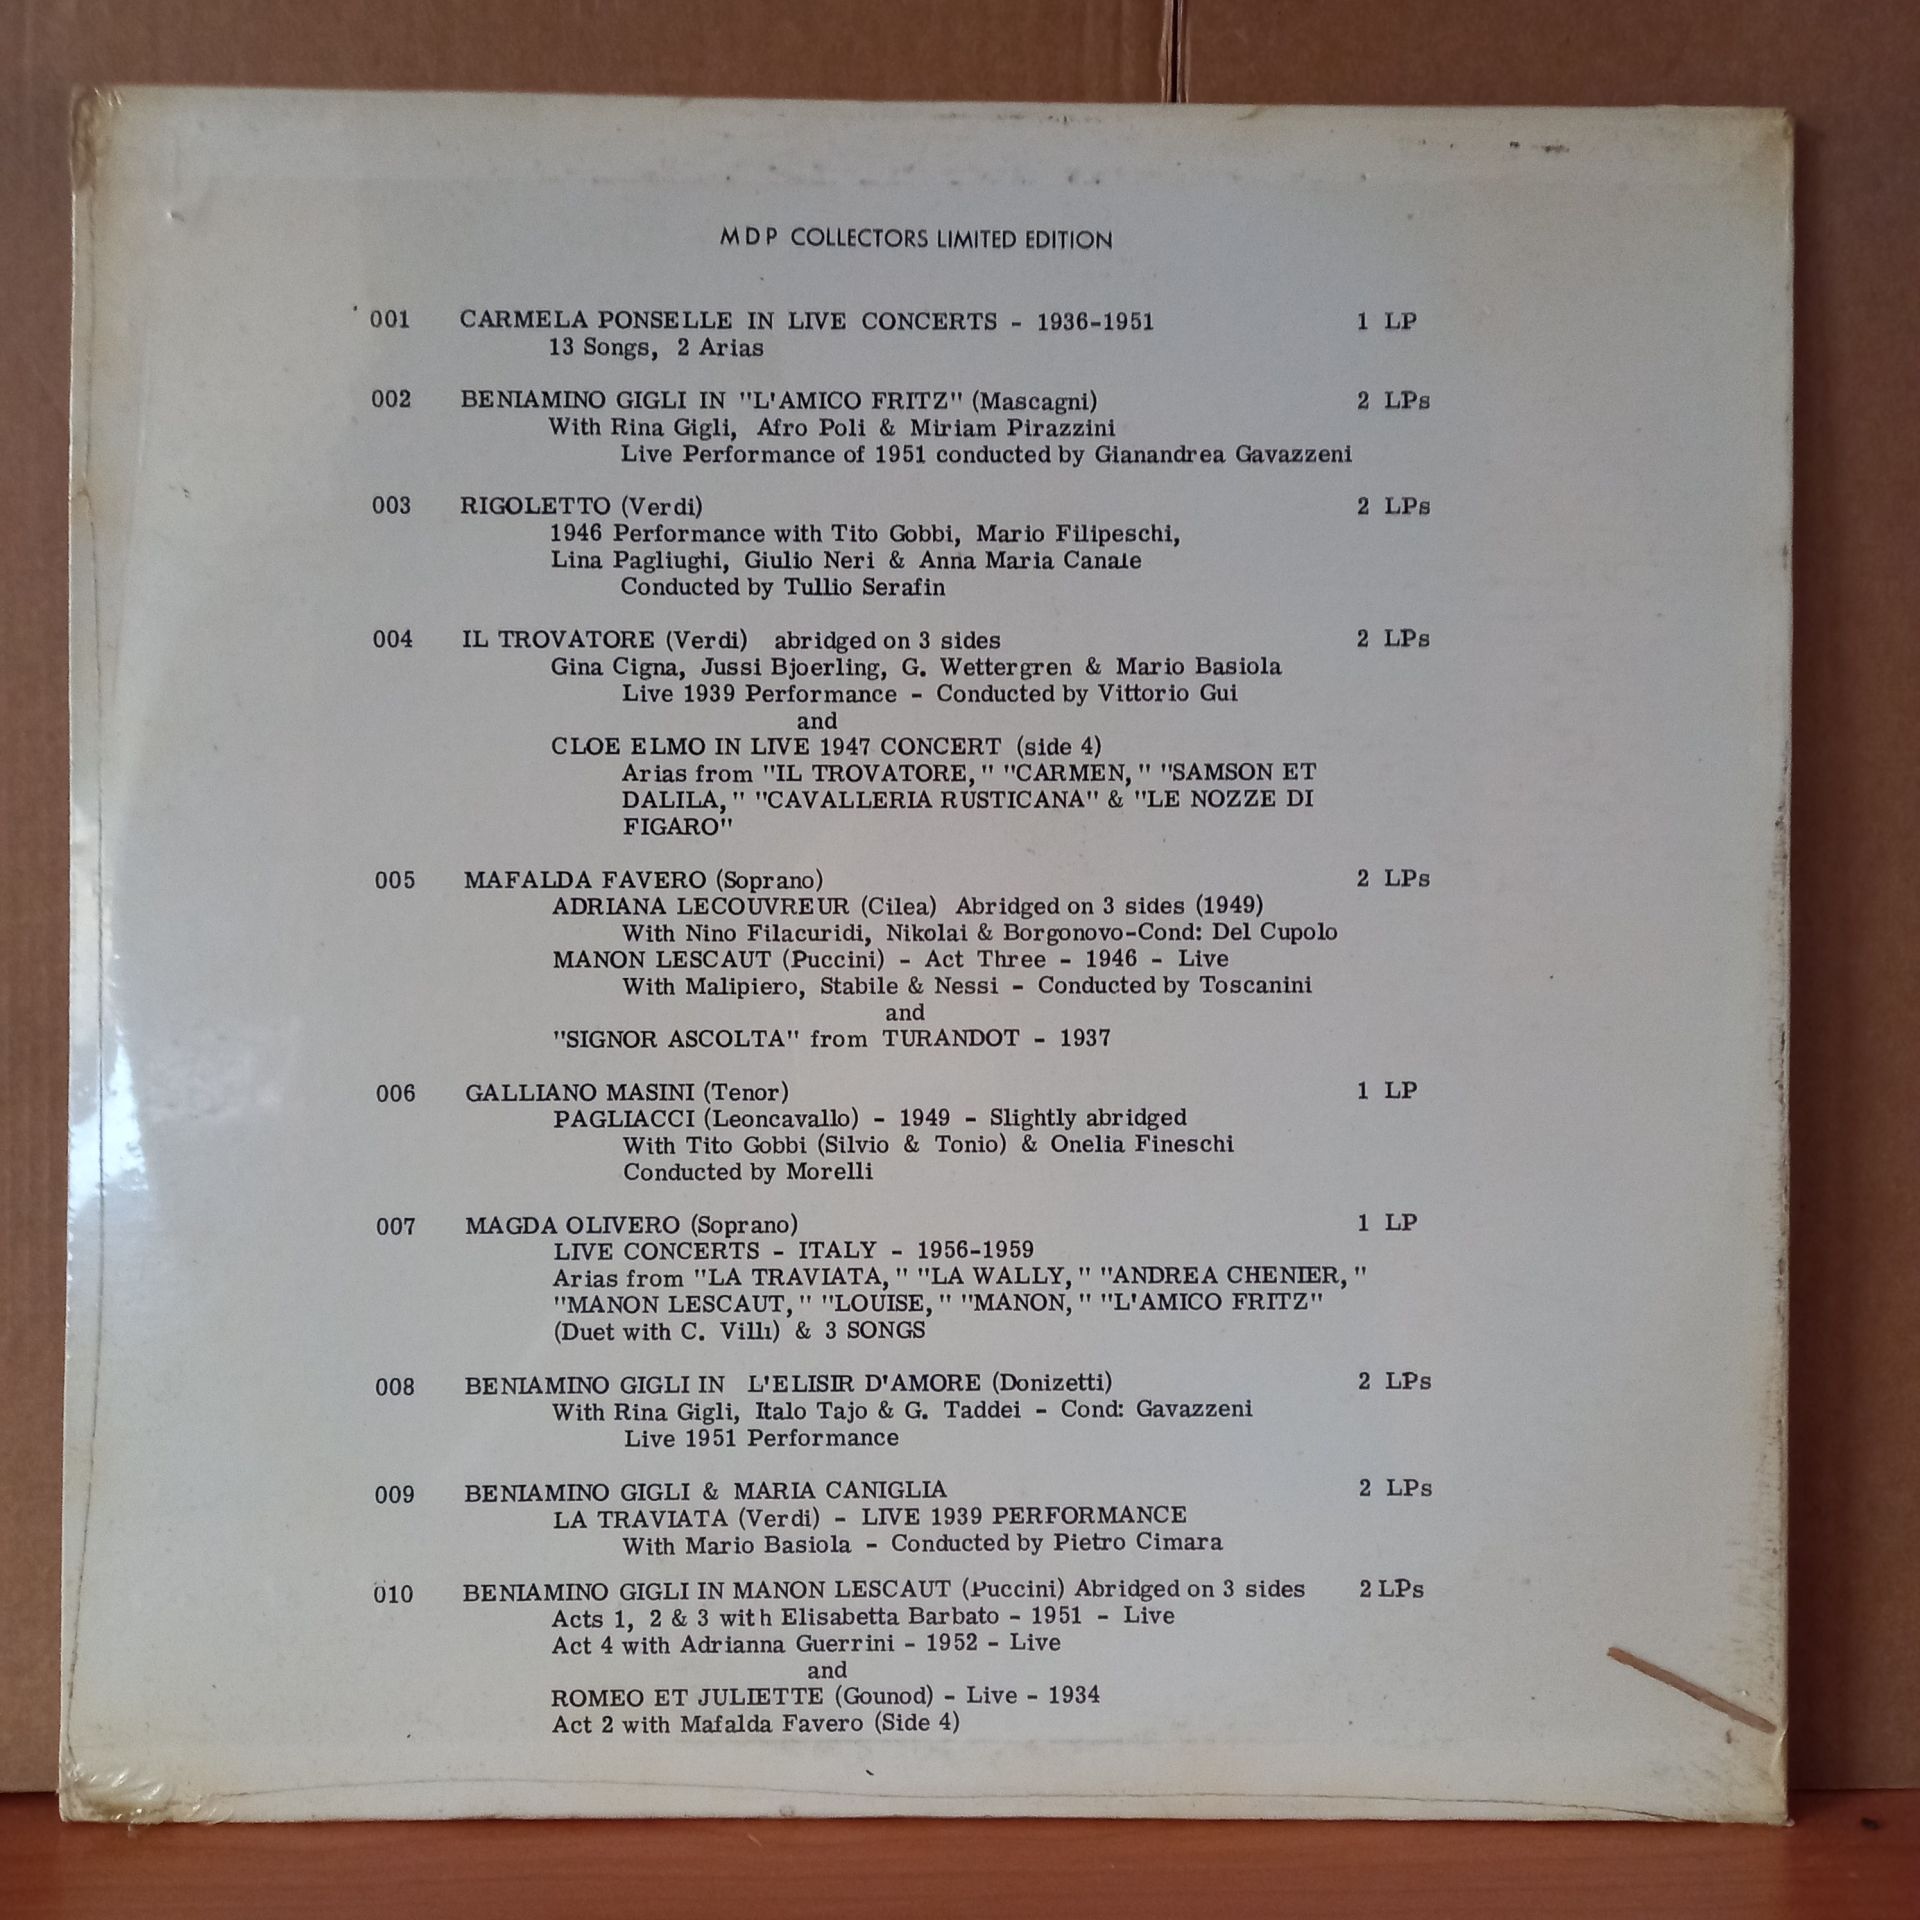 MDP COLLECTORS LIMITED EDITION
001 CARMELA PONSELLE IN LIVE CONCERTS - 1936-1951 1 LP
13 Songs, 2 Arias
002 BENIAMINO GIGLI IN "L'AMICO FRITZ" (Mascagni) 2 LPs
With Rina Gigli, Afro Poli & Miriam Pirazzini
Live Performance of 1951 conducted by Gianandrea Gavazzeni
003 RIGOLETTO (Verdi) 2 LPs
1946 Performance with Tito Gobbi, Mario Filipeschi,
Lina Pagliughi, Giulio Neri & Anna Maria Canale
Conducted by Tullio Serafin
004 IL TROVATORE (Verdi) abridged on 3 sides 2 LPs
Gina Cigna, Jussi Bjoerling, G. Wettergren & Mario Basiola
Live 1939 Performance - Conducted by Vittorio Gui
and
CLOE ELMO IN LIVE 1947 CONCERT (side 4)
Arias from "IL TROVATORE," "CARMEN," "SAMSON ET
DALILA," "CAVALLERIA RUSTICANA" & "LE NOZZE DI
FIGARO"
005 MAFALDA FAVERO (Soprano) 2 LPs
ADRIANA LECOUVREUR (Cilea) Abridged on 3 sides (1949)
With Nino Filacuridi, Nikolai & Borgonovo-Cond: Del Cupolo
MANON LESCAUT (Puccini) - Act Three - 1946 - Live
With Malipiero, Stabile & Nessi - Conducted by Toscanini
and
"SIGNOR ASCOLTA" from TURANDOT - 1937
006 GALLIANO MASINI (Tenor) 1 LP
PAGLIACCI (Leoncavallo) - 1949 - Slightly abridged
With Tito Gobbi (Silvio & Tonio) & Onelia Fineschi
Conducted by Morelli
007 MAGDA OLIVERO (Soprano) 1 LP
LIVE CONCERTS - ITALY - 1956-1959
Arias from "LA TRAVIATA," "LA WALLY," "ANDREA CHENIER,"
"MANON LESCAUT," "LOUISE," "MANON," "L'AMICO FRITZ"
(Duet with C. Villi) & 3 SONGS
008 BENIAMINO GIGLI IN L'ELISIR D'AMORE (Donizetti) 2 LPs
With Rina Gigli, Italo Tajo & G. Taddei - Cond: Gavazzeni
Live 1951 Performance
009 BENIAMINO GIGLI & MARIA CANIGLIA 2 LPs
LA TRAVIATA (Verdi) - LIVE 1939 PERFORMANCE
With Mario Basiola - Conducted by Pietro Cimara
010 BENIAMINO GIGLI IN MANON LESCAUT (Puccini) Abridged on 3 sides 2 LPs
Acts 1, 2 & 3 with Elisabetta Barbato - 1951 - Live
Act 4 with Adrianna Guerrini - 1952 - Live
and
ROMEO ET JULIETTE (Gounod) - Live - 1934
Act 2 with Mafalda Favero (Side 4)